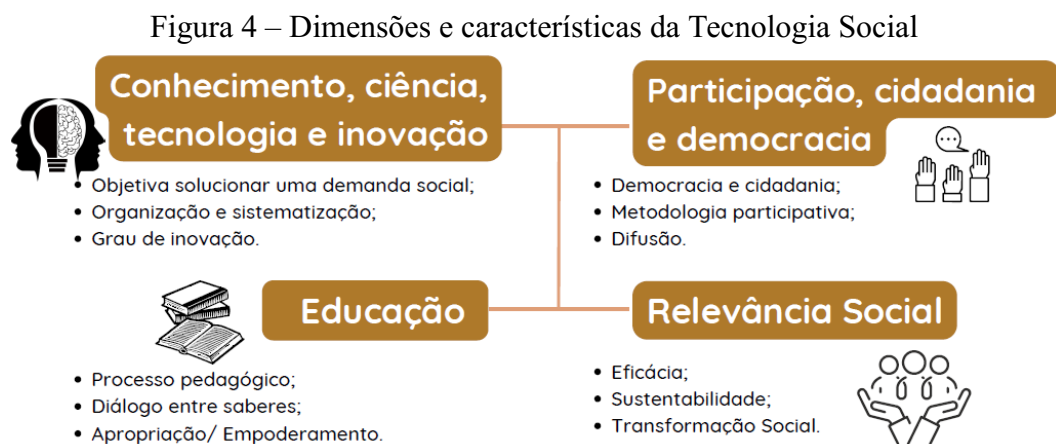 Figura 4 – Dimensões e características da Tecnologia Social
Conhecimento, ciência,
tecnologia e inovação
• Objetiva solucionar uma demanda social;
• Organização e sistematização;
• Grau de inovação.
Participação, cidadania
e democracia
• Democracia e cidadania;
• Metodologia participativa;
• Difusão.
Educação
• Processo pedagógico;
• Diálogo entre saberes;
• Apropriação/ Empoderamento.
Relevância Social
• Eficácia;
• Sustentabilidade;
• Transformação Social.